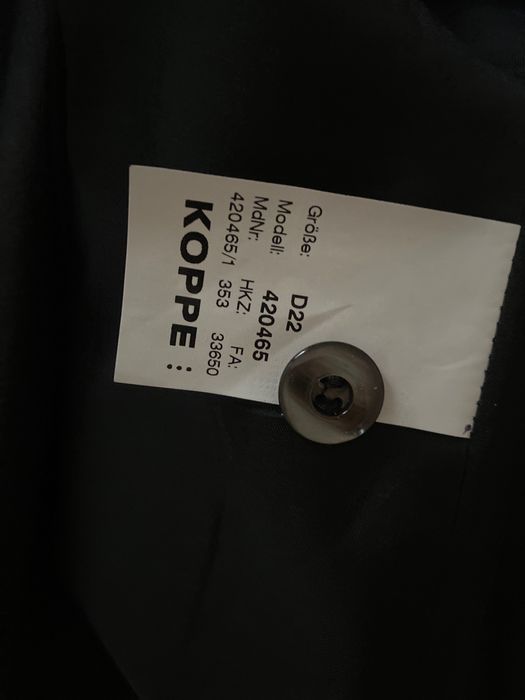 Größe: D22
Modell: 420465
MdNr: HKZ: FA:
420465/1 353 33650
KOPPE: